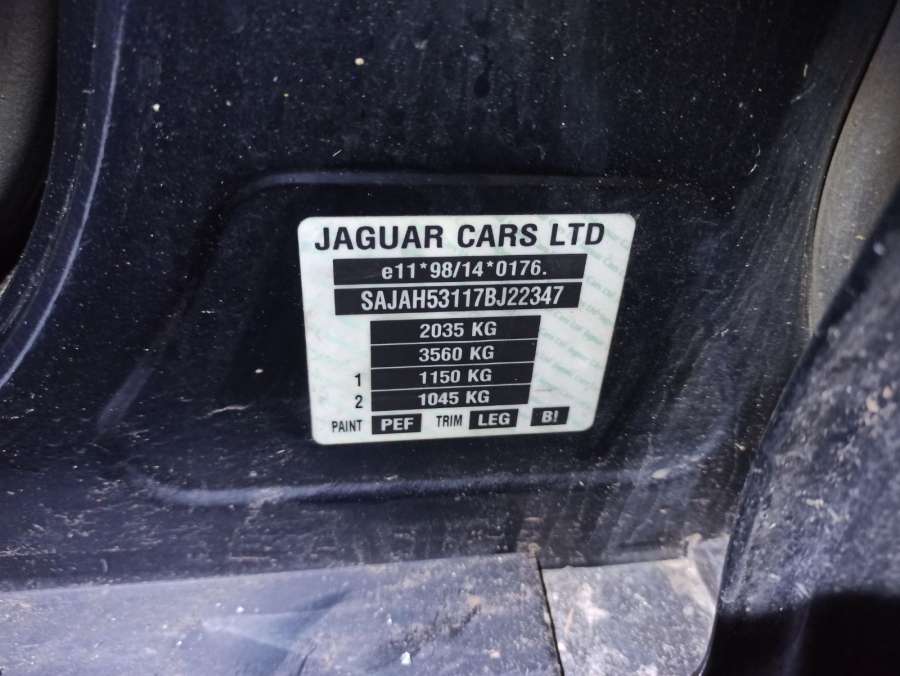 JAGUAR CARS LTD
e11*98/14*0176.
SAJAH53117BJ22347
2035 KG
3560 KG
1 1150 KG
2 1045 KG
PAINT PEF TRIM LEG B!